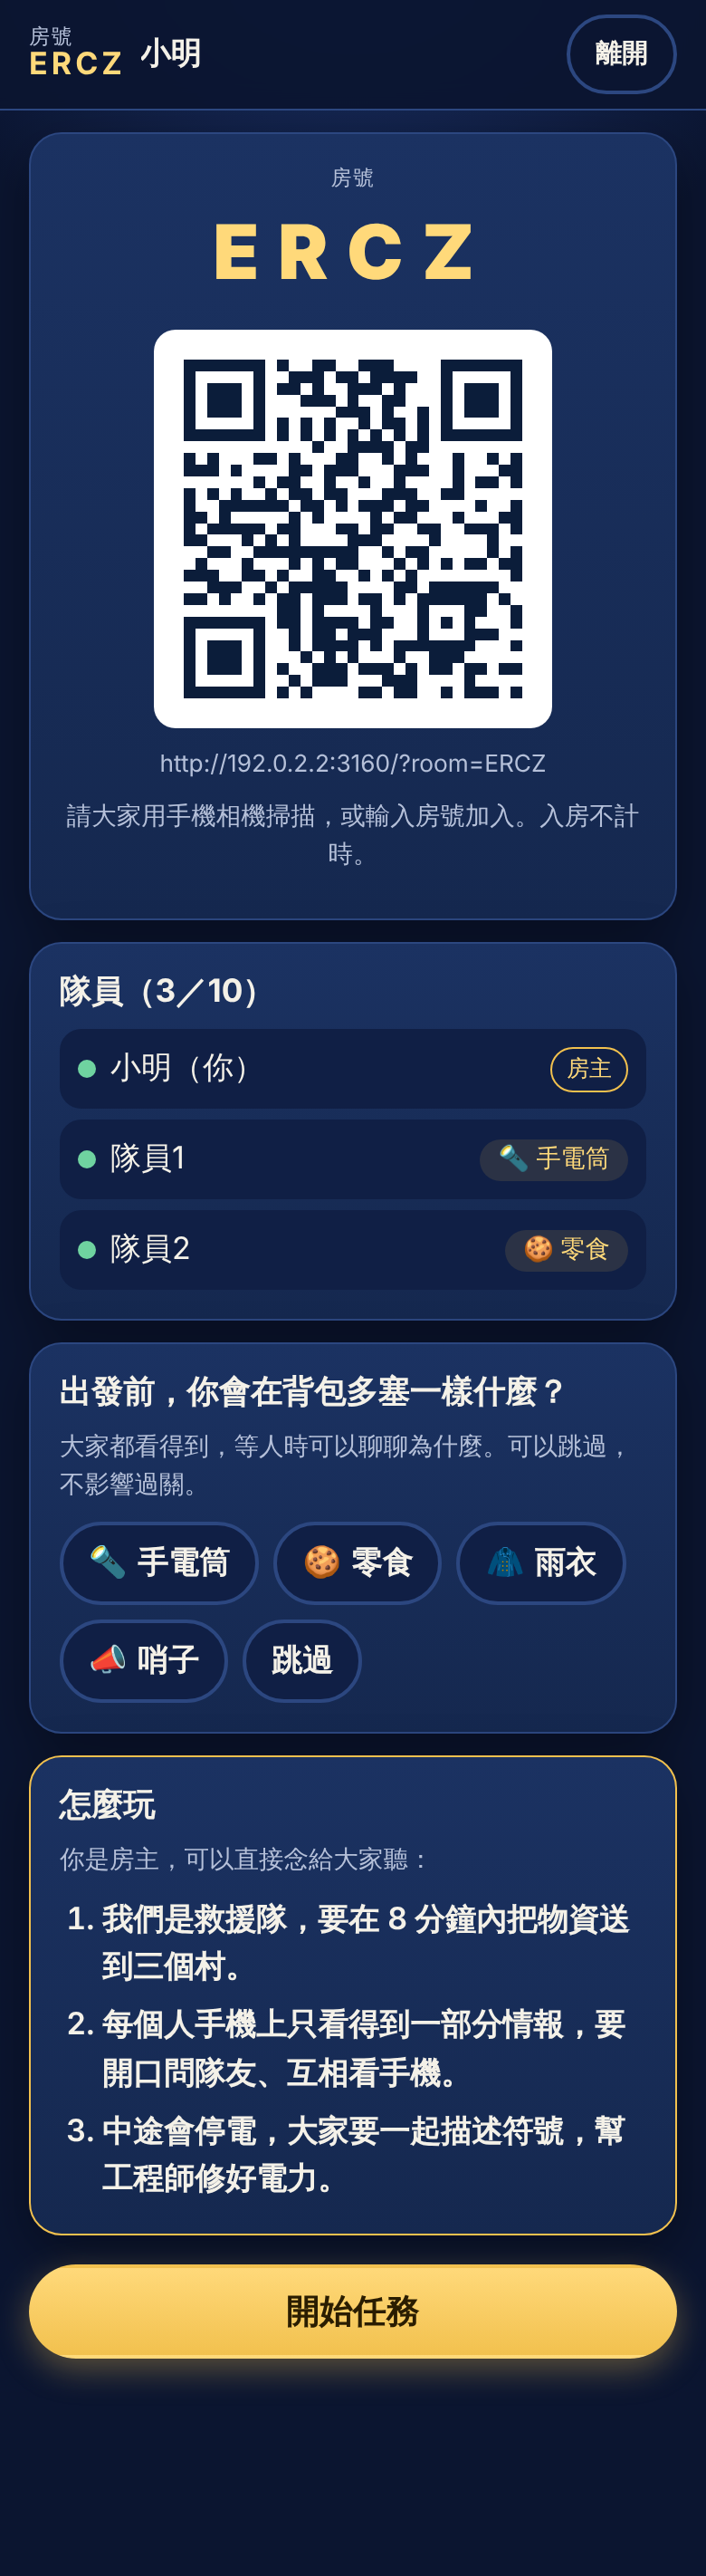 房號
ERCZ 小明
離開
房號
ERCZ
http://192.0.2.2:3160/?room=ERCZ
請大家用手機相機掃描，或輸入房號加入。入房不計
時。
隊員（3／10）
小明（你）
房主
隊員1
手電筒
隊員2
零食
出發前，你會在背包多塞一樣什麼？
大家都看得到，等人時可以聊聊為什麼。可以跳過，
不影響過關。
手電筒 零食 雨衣
哨子 跳過
怎麼玩
你是房主，可以直接念給大家聽：
1. 我們是救援隊，要在 8 分鐘內把物資送
到三個村。
2. 每個人手機上只看得到一部分情報，要
開口問隊友、互相看手機。
3. 中途會停電，大家要一起描述符號，幫
工程師修好電力。
開始任務